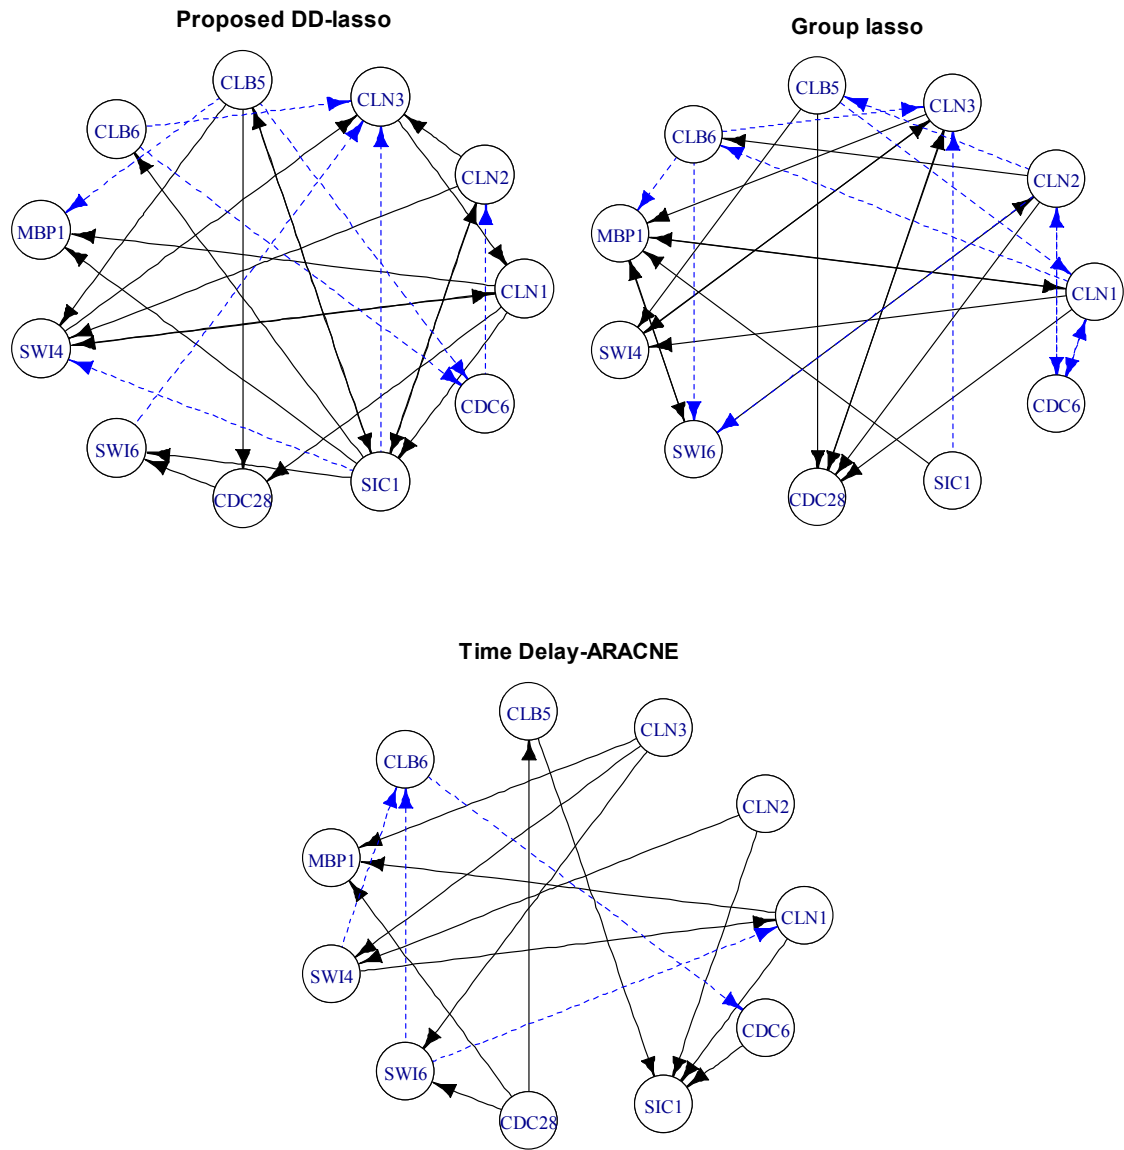 Proposed DD-lasso
CLB5
CLN3
CLB6
CLN2
MBP1
CLN1
SWI4
CDC6
SWI6
SIC1
CDC28
Group lasso
CLB5
CLN3
CLB6
CLN2
MBP1
CLN1
SWI4
CDC6
SWI6
SIC1
CDC28
Time Delay-ARACNE
CLB5
CLN3
CLB6
CLN2
MBP1
CLN1
SWI4
CDC6
SWI6
SIC1
CDC28